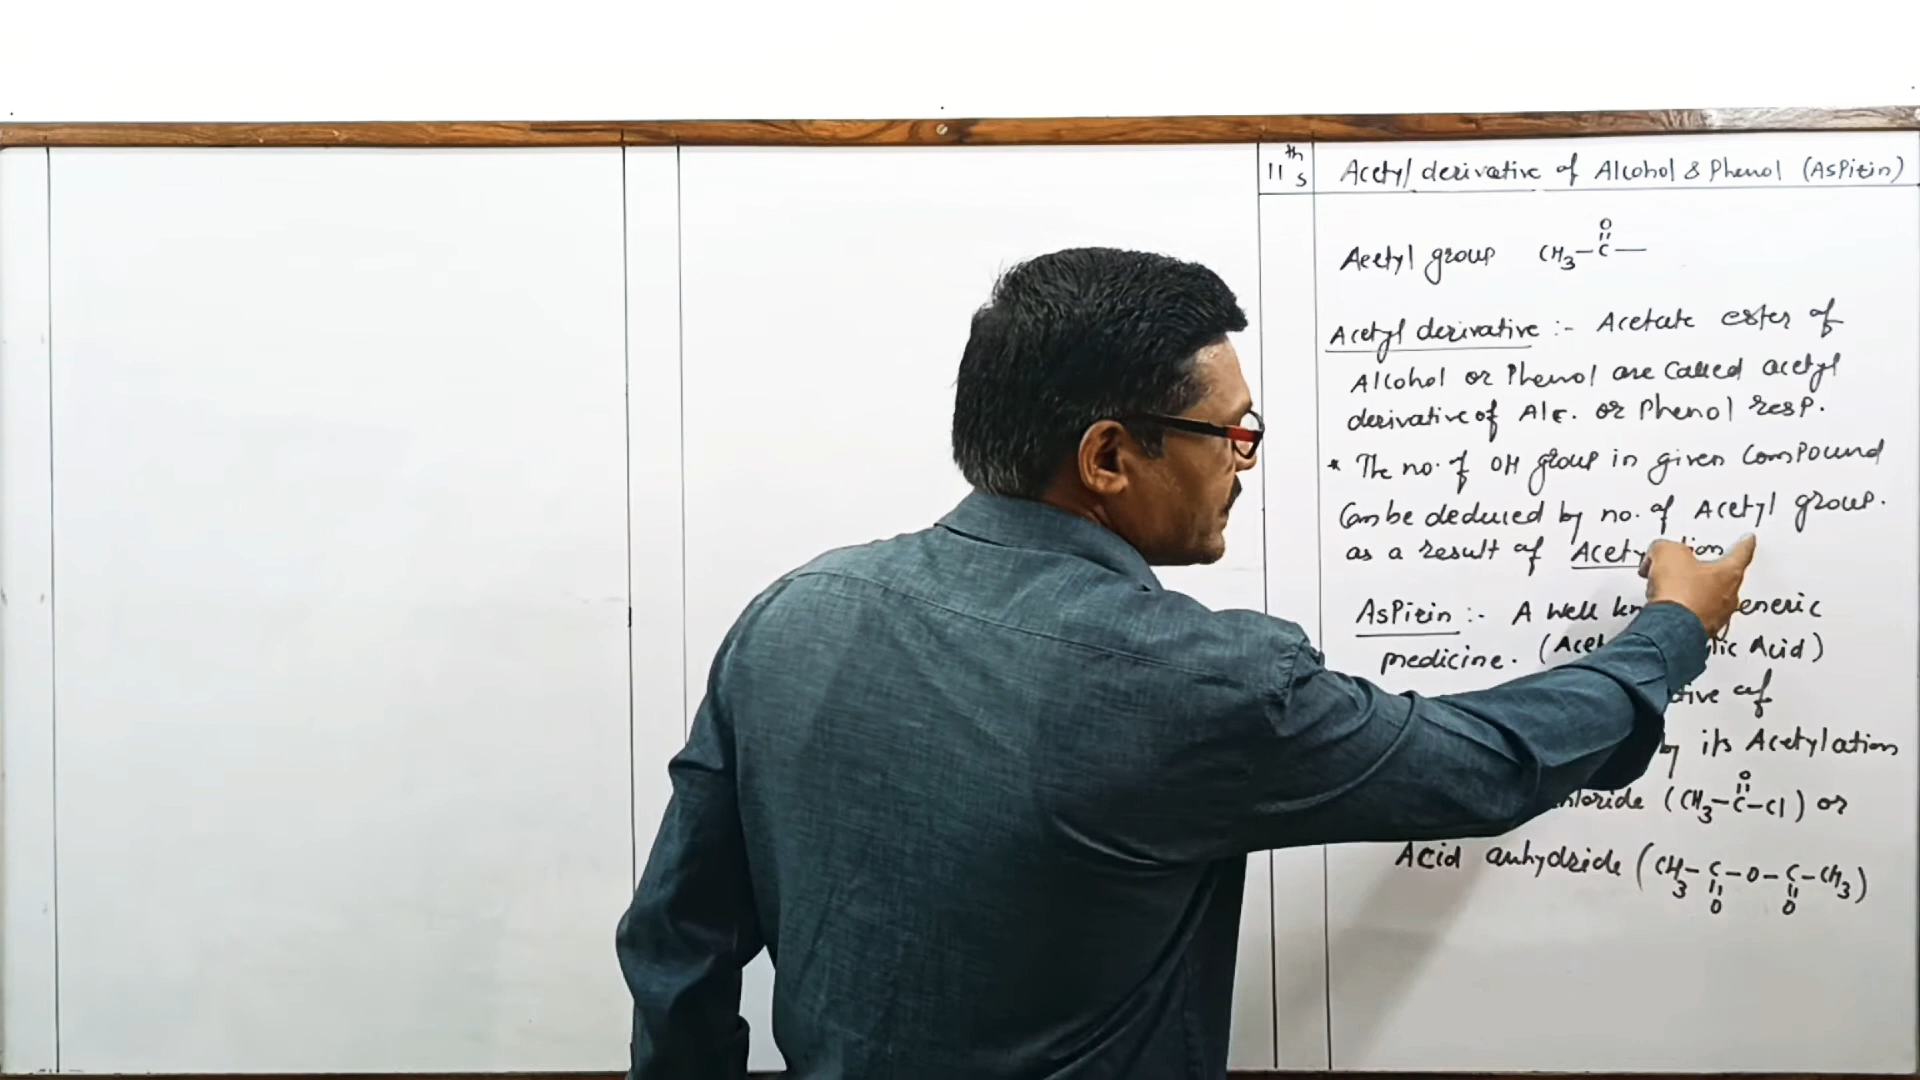 11th
S
Acetyl derivative of Alcohol & Phenol (Aspirin)
O
Acetyl group CH3-C-
Acetyl derivative :- Acetate ester of
Alcohol or Phenol are called acetyl
derivative of Alc. or Phenol resp.
* The no. of OH group in given Compound
Can be deduced by no. of Acetyl group.
as a result of
Aspirin :- A well
medicine. Acid)
of
by its Acetylation
O
(CH3-C-Cl) or
Acid anhydride (CH3-C-O-C-CH3)
O O